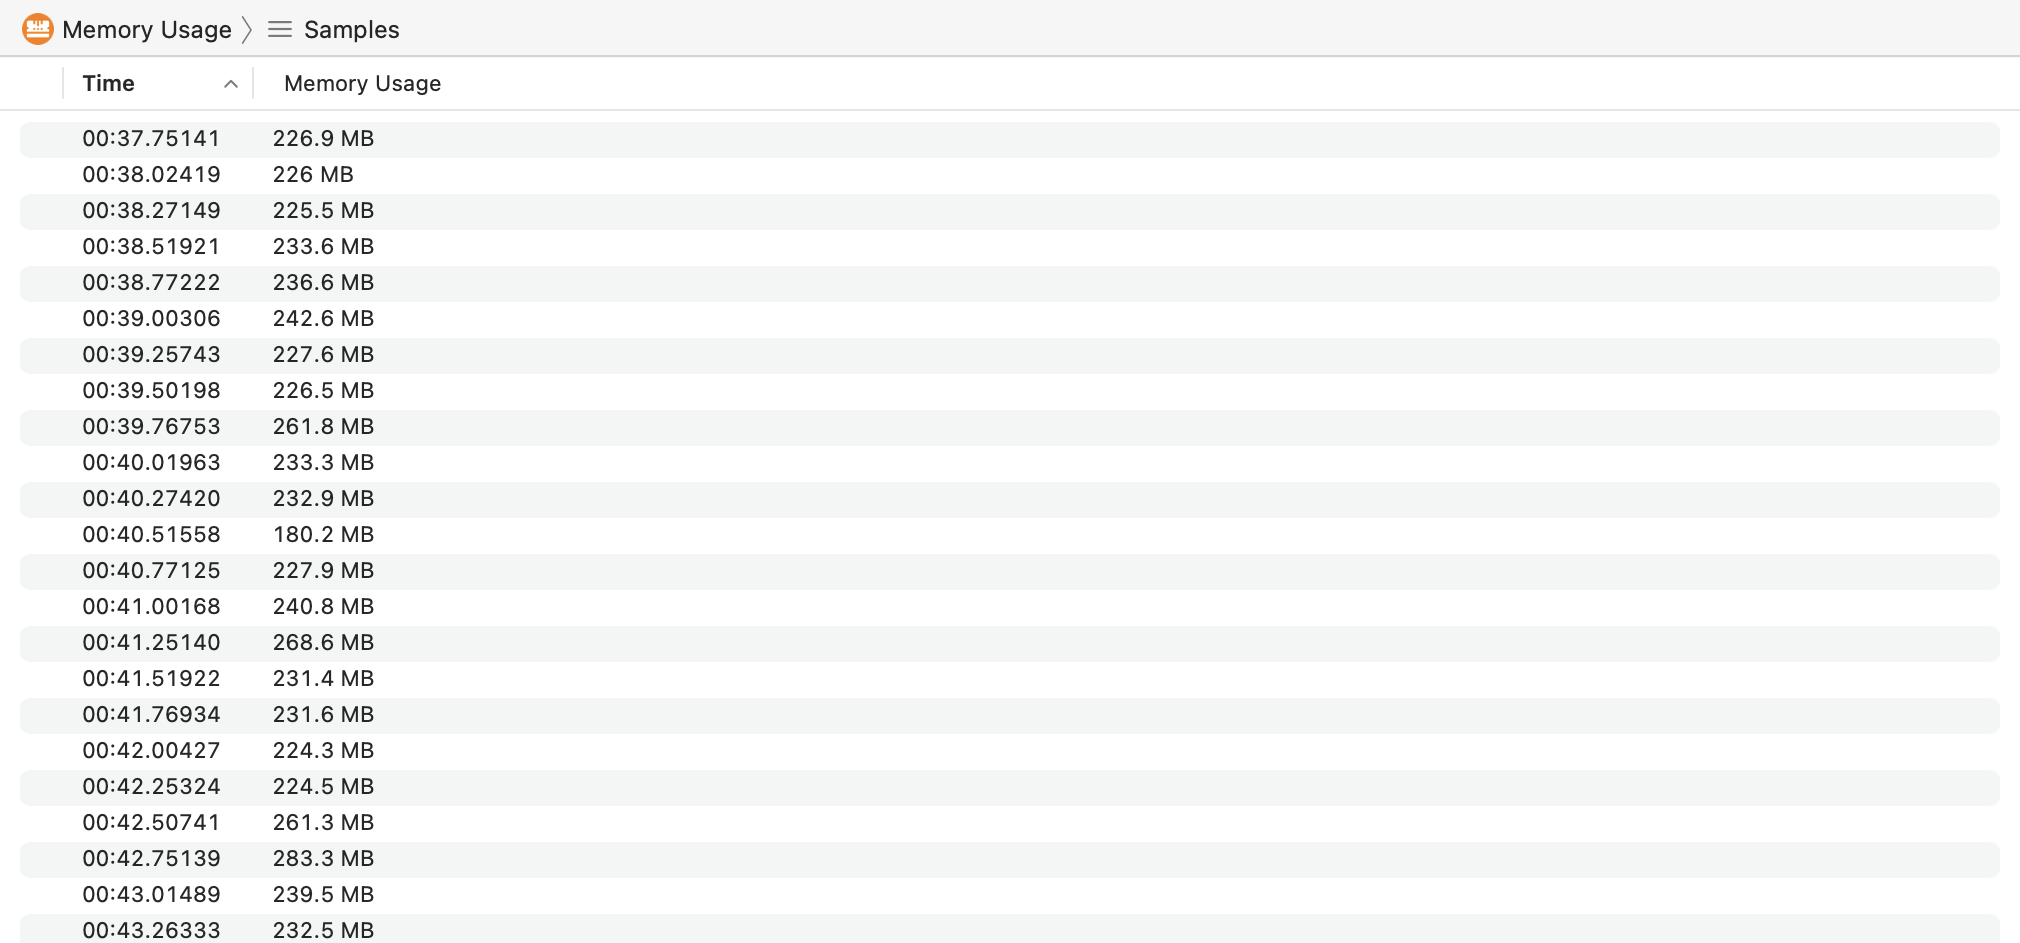 Memory Usage Samples
Time Memory Usage
00:37.75141 226.9 MB
00:38.02419 226 MB
00:38.27149 225.5 MB
00:38.51921 233.6 MB
00:38.77222 236.6 MB
00:39.00306 242.6 MB
00:39.25743 227.6 MB
00:39.50198 226.5 MB
00:39.76753 261.8 MB
00:40.01963 233.3 MB
00:40.27420 232.9 MB
00:40.51558 180.2 MB
00:40.77125 227.9 MB
00:41.00168 240.8 MB
00:41.25140 268.6 MB
00:41.51922 231.4 MB
00:41.76934 231.6 MB
00:42.00427 224.3 MB
00:42.25324 224.5 MB
00:42.50741 261.3 MB
00:42.75139 283.3 MB
00:43.01489 239.5 MB
00:43.26333 232.5 MB